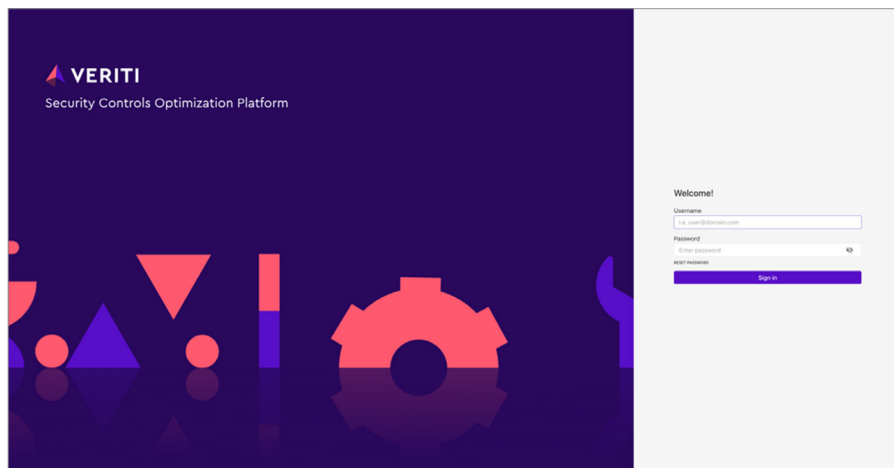 VERITI
Security Controls Optimization Platform
Welcome!
Username
i.e. user@domain.com
Password
Enter password
RESET PASSWORD
Sign in